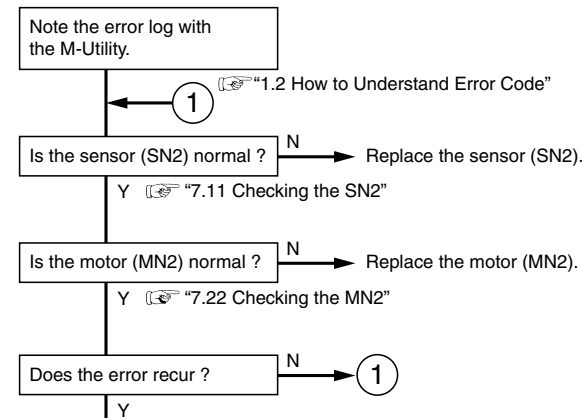 Note the error log with
the M-Utility.
“1.2 How to Understand Error Code”
1
Is the sensor (SN2) normal ?
N
Replace the sensor (SN2).
Y
“7.11 Checking the SN2”
Is the motor (MN2) normal ?
N
Replace the motor (MN2).
Y
“7.22 Checking the MN2”
Does the error recur ?
N
1
Y